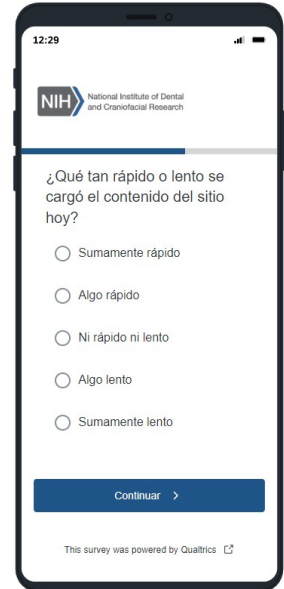 12:29
NIH
National Institute of Dental
and Craniofacial Research
¿Qué tan rápido o lento se
cargó el contenido del sitio
hoy?
Sumamente rápido
Algo rápido
Ni rápido ni lento
Algo lento
Sumamente lento
Continuar
This survey was powered by Qualtrics